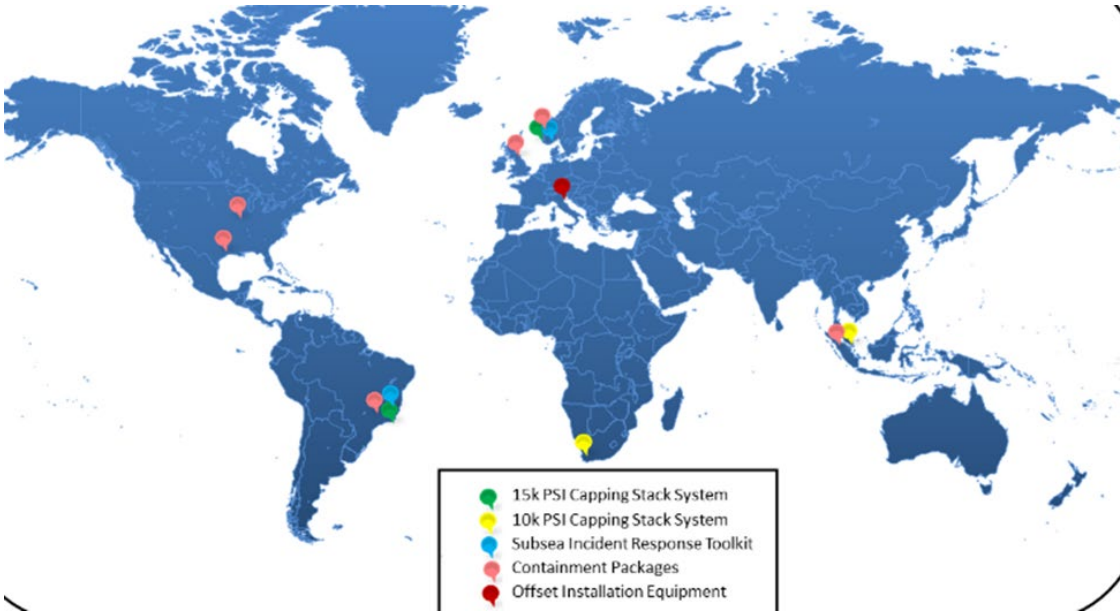 15k PSI Capping Stack System
10k PSI Capping Stack System
Subsea Incident Response Toolkit
Containment Packages
Offset Installation Equipment